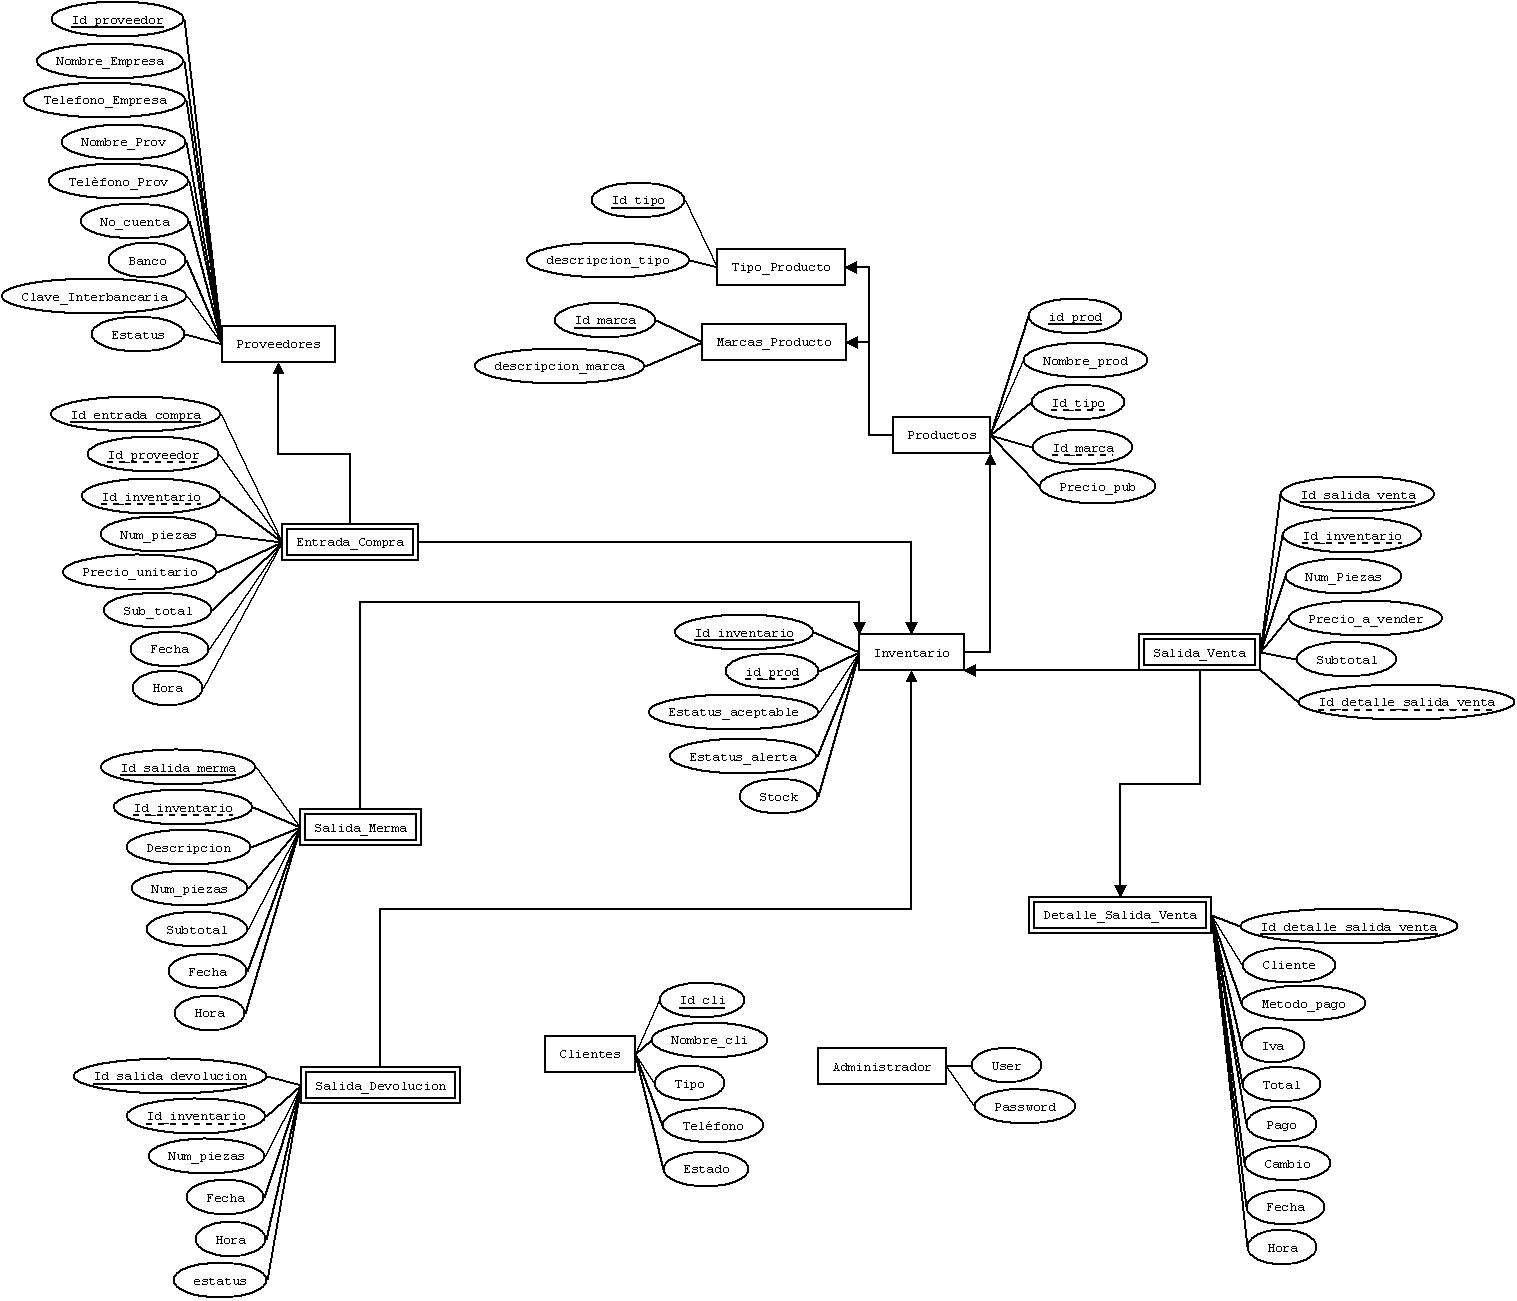 Id_proveedor
Nombre_Empresa
Telefono_Empresa
Nombre_Prov
Telèfono_Prov
No_cuenta
Banco
Clave_Interbancaria
Estatus
Proveedores
Id_tipo
descripcion_tipo
Tipo_Producto
Id_marca
descripcion_marca
Marcas_Producto
id_prod
Nombre_prod
Id_tipo
Id_marca
Precio_pub
Productos
Id_entrada_compra
Id_proveedor
Id_inventario
Num_piezas
Precio_unitario
Sub_total
Fecha
Hora
Entrada_Compra
Id_inventario
id_prod
Estatus_aceptable
Estatus_alerta
Stock
Inventario
Id_salida_venta
Id_inventario
Num_Piezas
Precio_a_vender
Subtotal
Id_detalle_salida_venta
Salida_Venta
Id_salida_merma
Id_inventario
Descripcion
Num_piezas
Subtotal
Fecha
Hora
Salida_Merma
Detalle_Salida_Venta
Id_detalle_salida_venta
Cliente
Metodo_pago
Iva
Total
Pago
Cambio
Fecha
Hora
Id_salida_devolucion
Id_inventario
Num_piezas
Fecha
Hora
estatus
Salida_Devolucion
Clientes
Id_cli
Nombre_cli
Tipo
Teléfono
Estado
Administrador
User
Password